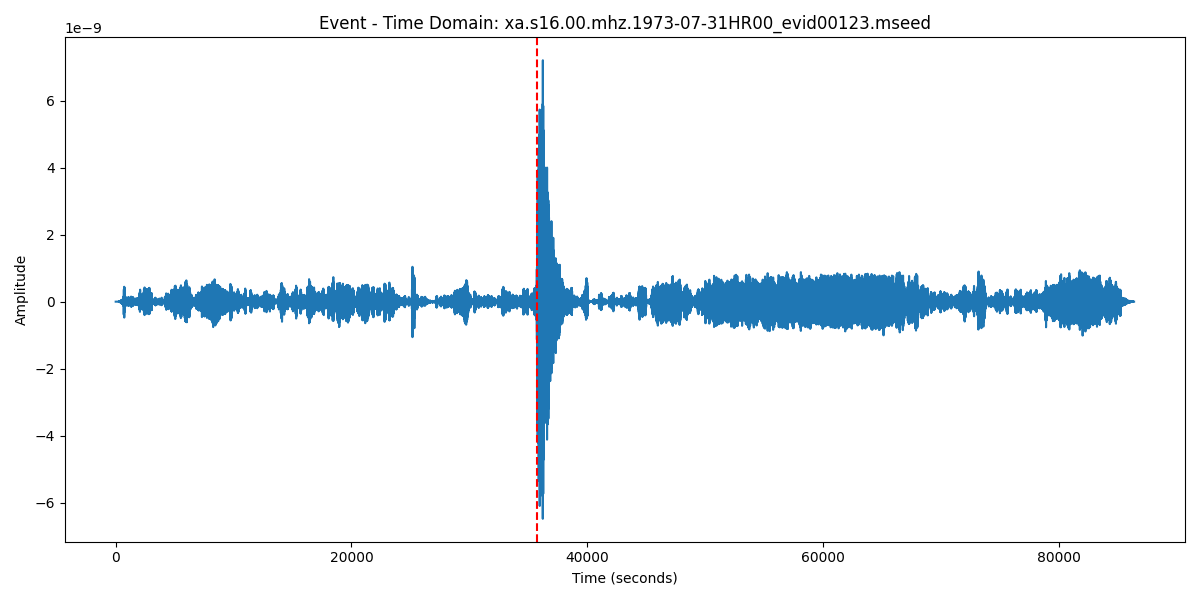 Event - Time Domain: xa.s16.00.mhz.1973-07-31HR00_evid00123.mseed
1e−9
6
4
2
0
−2
−4
−6
Amplitude
0 20000 40000 60000 80000
Time (seconds)